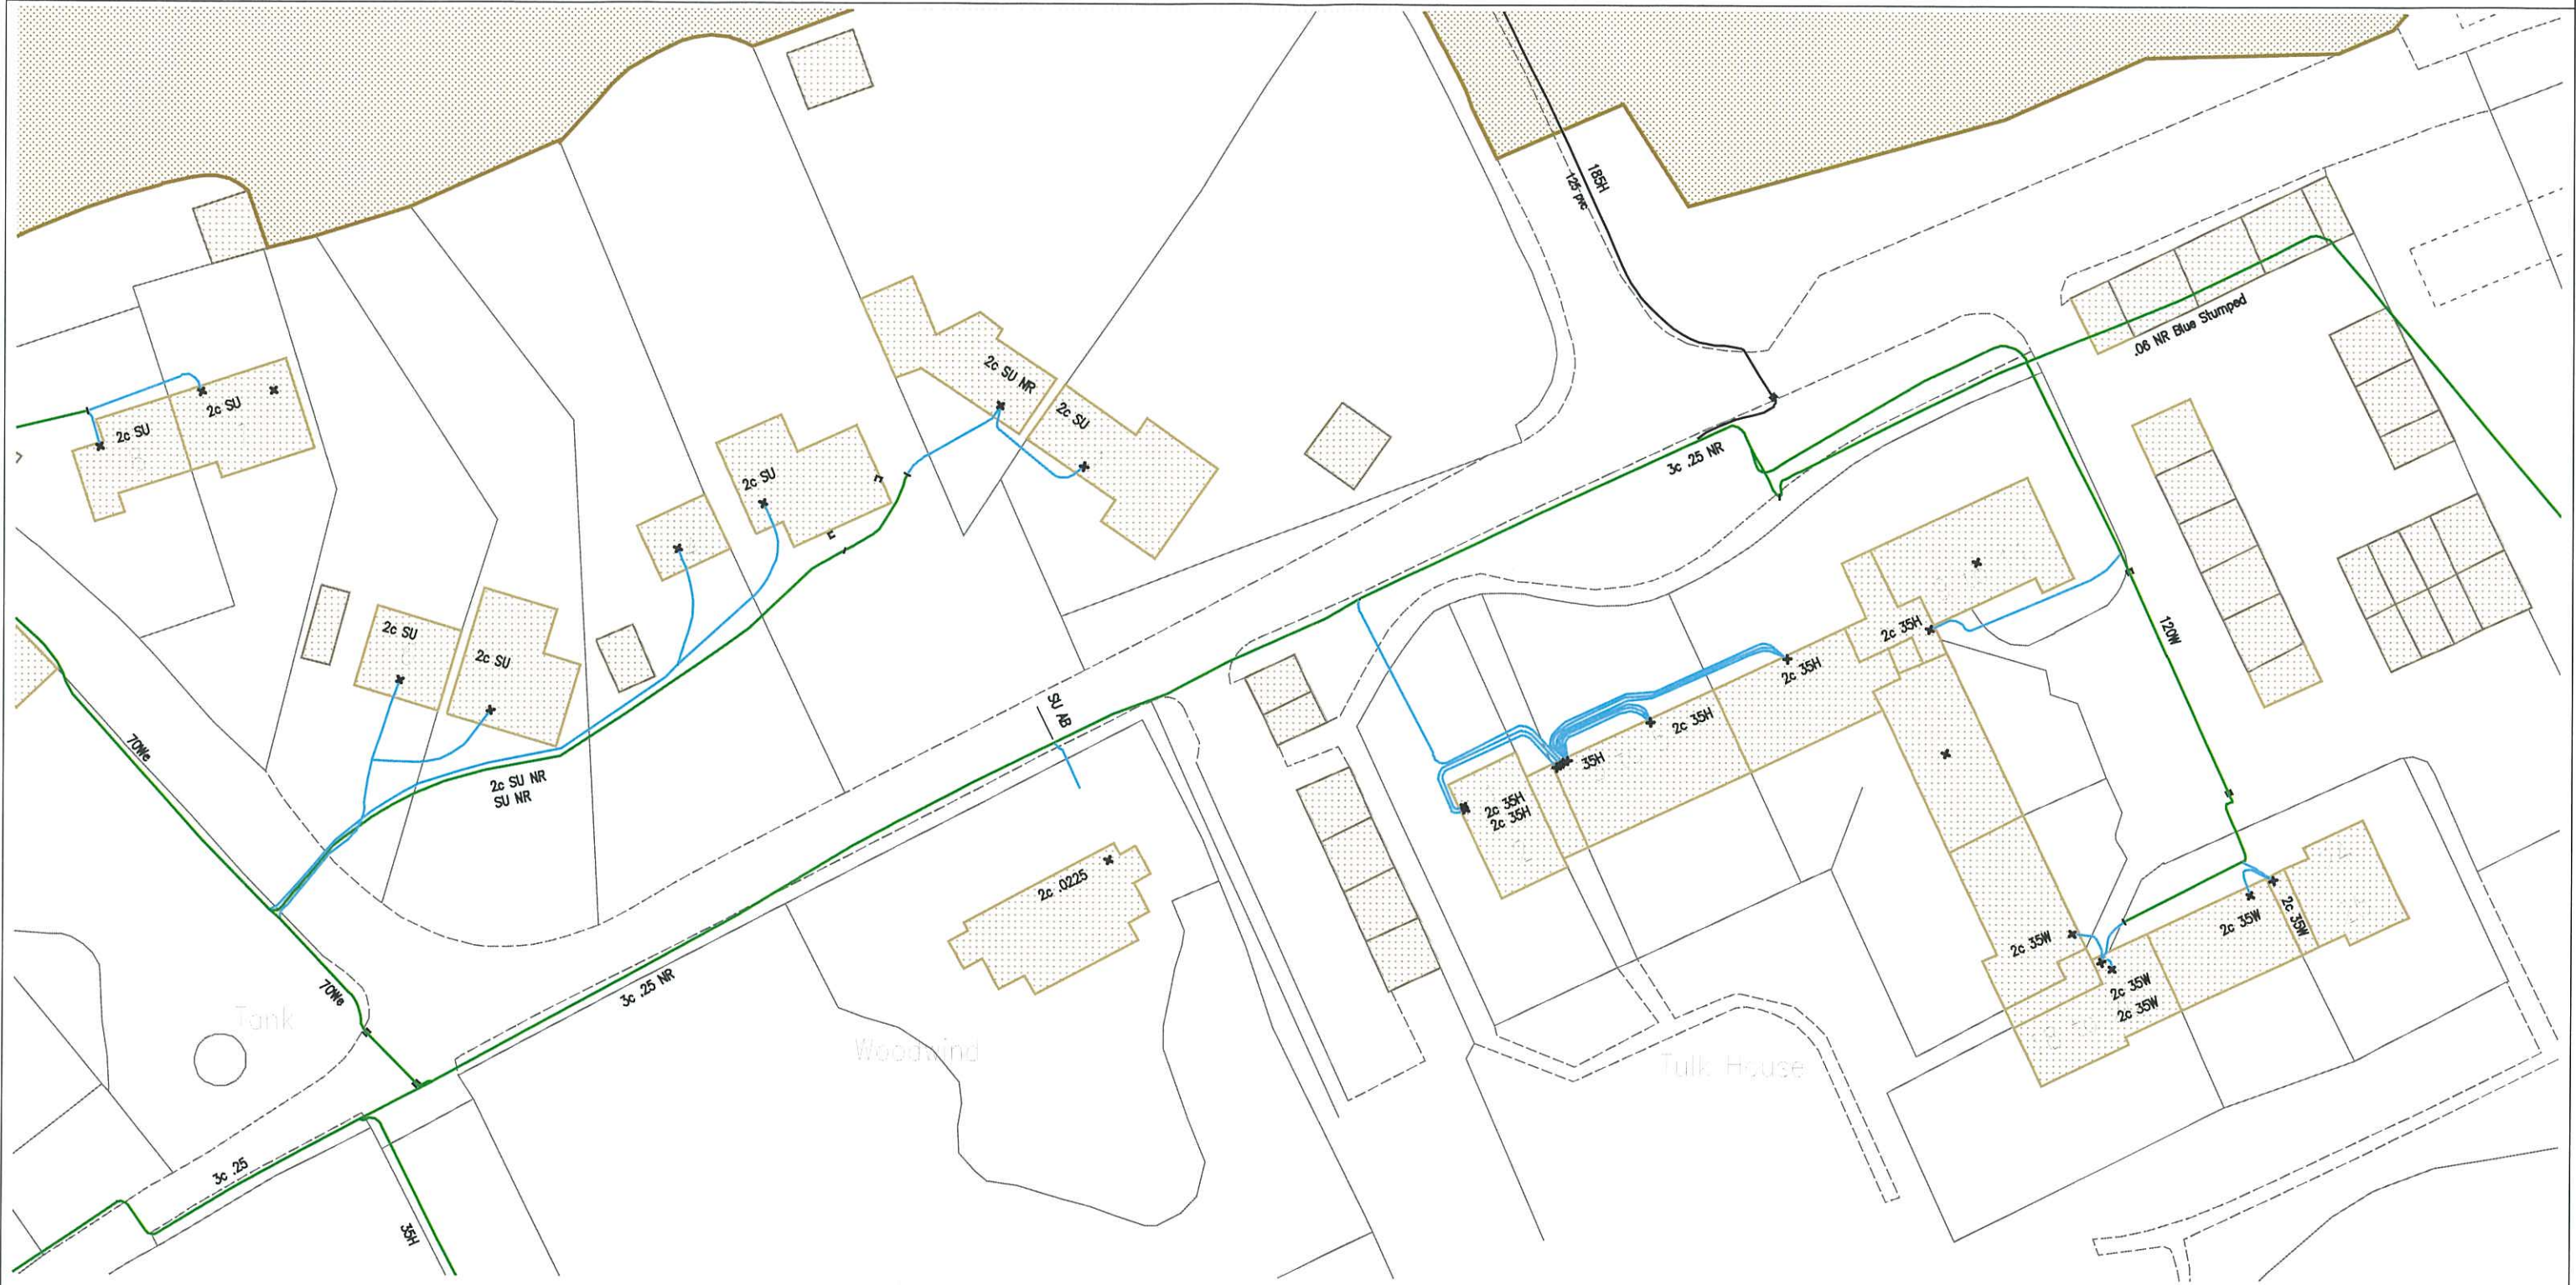 185H
125 pvc
.06 NR Blue Stumped
2c SU NR
2c SU
2c SU
2c SU
3c .25 NR
2c SU
2c SU
2c SU
120W
2c 35H
2c 35H
SU AB
2c 35H
70We
35H
2c SU NR
SU NR
2c 35H
2c 35H
2c .0225
2c 35W
2c 35W
2c 35W
2c 35W
2c 35W
3c .25 NR
70We
Tank
Woodwind
Tulk House
3c .25
35H